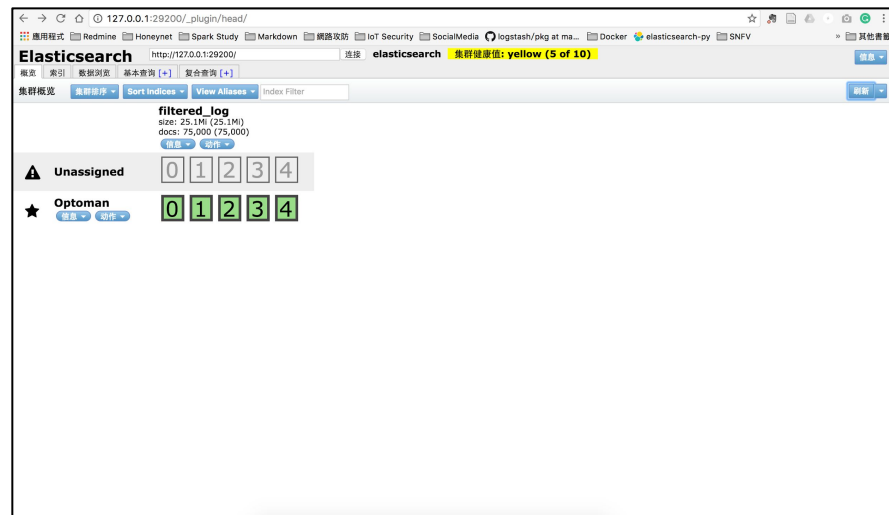 127.0.0.1:29200/_plugin/head/
應用程式 Redmine Honeynet Spark Study Markdown 網路攻防 IoT Security SocialMedia logstash/pkg at ma... Docker elasticsearch-py SNFV » 其他書籤
Elasticsearch http://127.0.0.1:29200/ 连接 elasticsearch 集群健康值: yellow (5 of 10) 信息
概览 索引 数据浏览 基本查询 [+] 复合查询 [+]
集群概览 集群排序 Sort Indices View Aliases Index Filter 刷新
filtered_log
size: 25.1Mi (25.1Mi)
docs: 75,000 (75,000)
信息 动作
Unassigned 0 1 2 3 4
Optoman 0 1 2 3 4
信息 动作